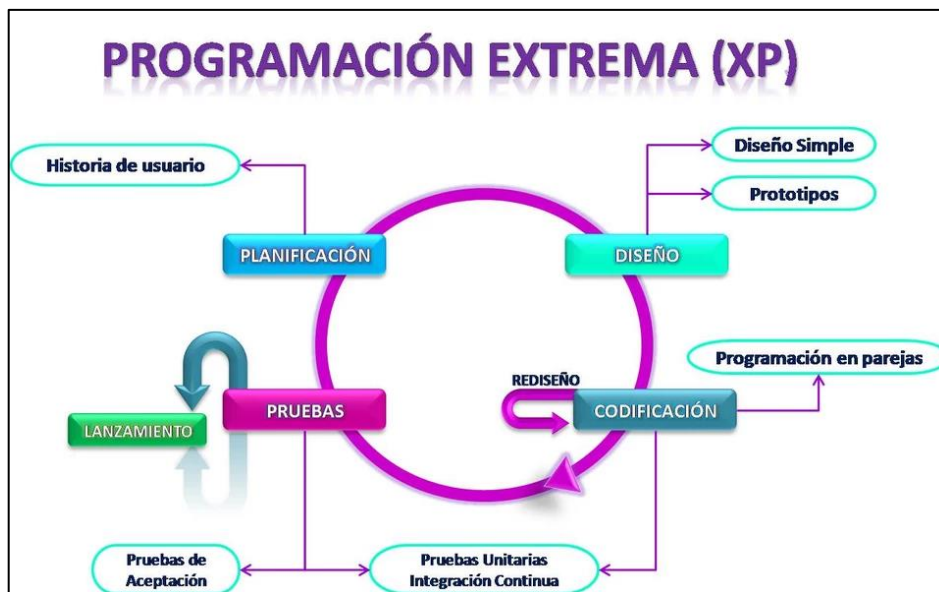 PROGRAMACIÓN EXTREMA (XP)
Historia de usuario
Diseño Simple
Prototipos
PLANIFICACIÓN
DISEÑO
Programación en parejas
REDISEÑO
PRUEBAS
CODIFICACIÓN
LANZAMIENTO
Pruebas de
Aceptación
Pruebas Unitarias
Integración Continua